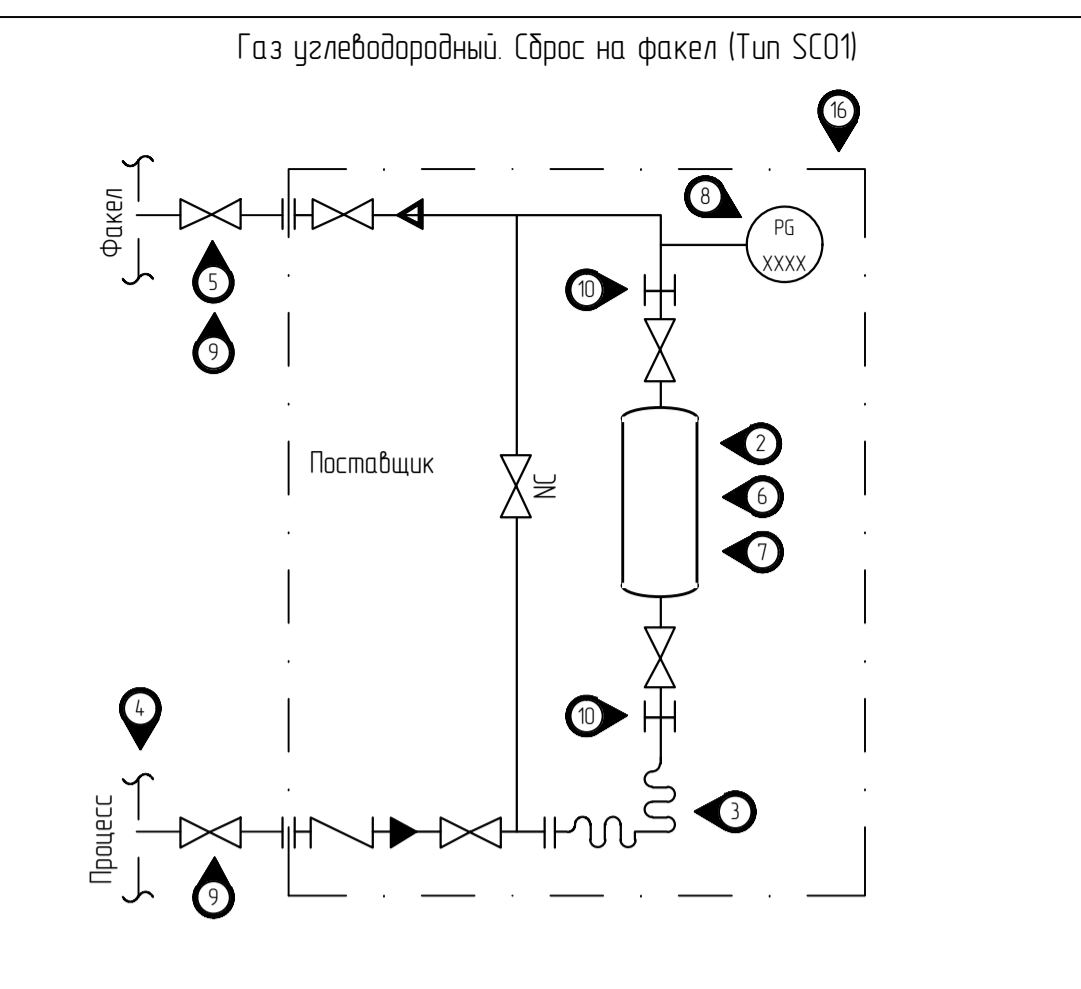 Газ углеводородный. Сброс на факел (Тип SC01)
16
8
PG
XXXX
Факел
5
10
9
2
Поставщик
NC
6
7
4
10
3
Процесс
9